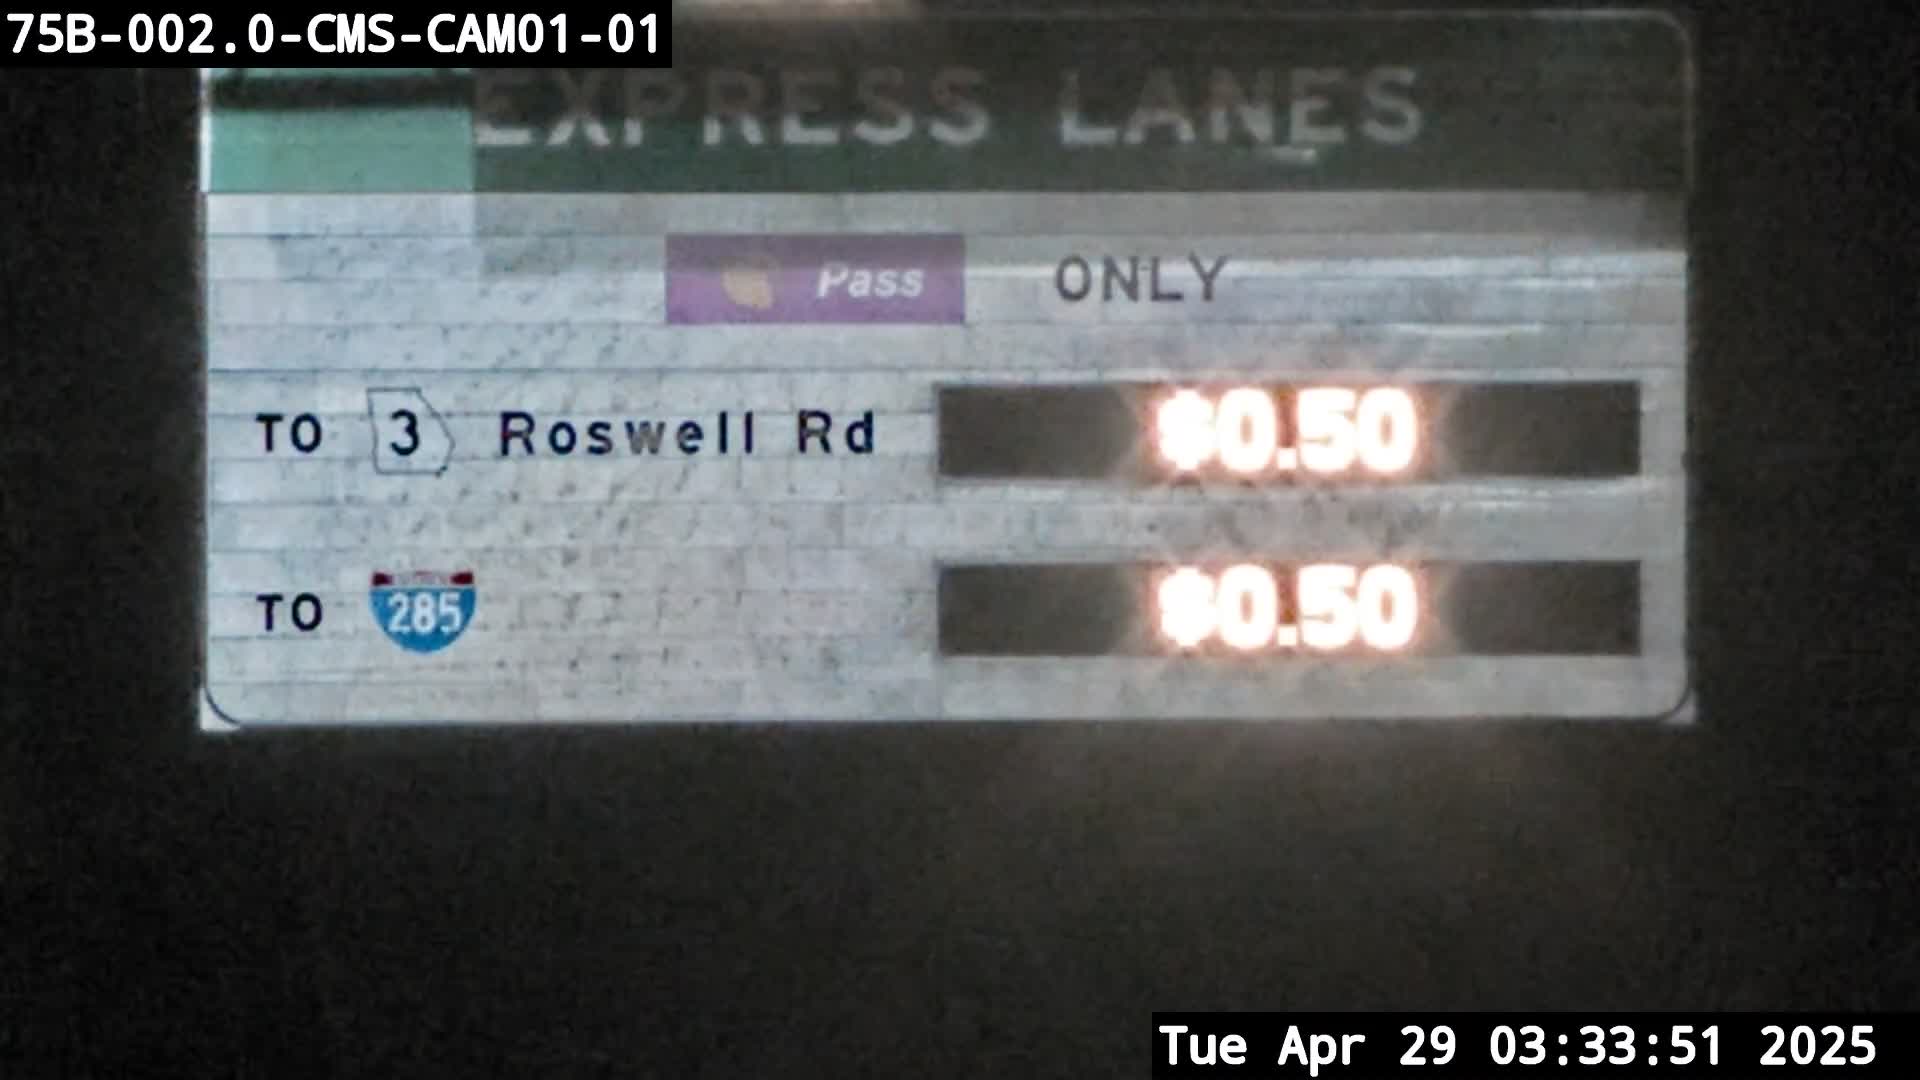 75B-002.0-CMS-CAM01-01
EXPRESS LANES
Pass ONLY
TO 3 Roswell Rd $0.50
TO 285 $0.50
Tue Apr 29 03:33:51 2025